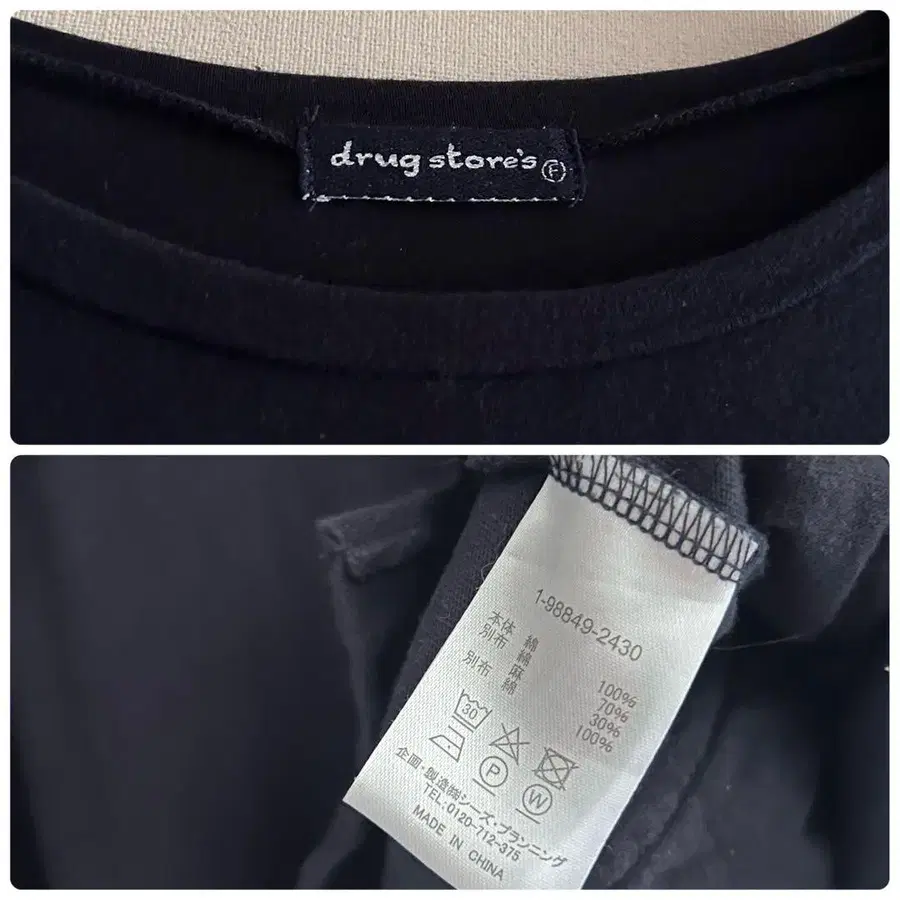 drug store's Ⓕ
1-98849-2430
本体 綿 100%
別布 綿 70%
麻 30%
別布 綿 100%
30
P W
企画・製造㈱シーズ・プランニング
TEL.0120-712-375
MADE IN CHINA